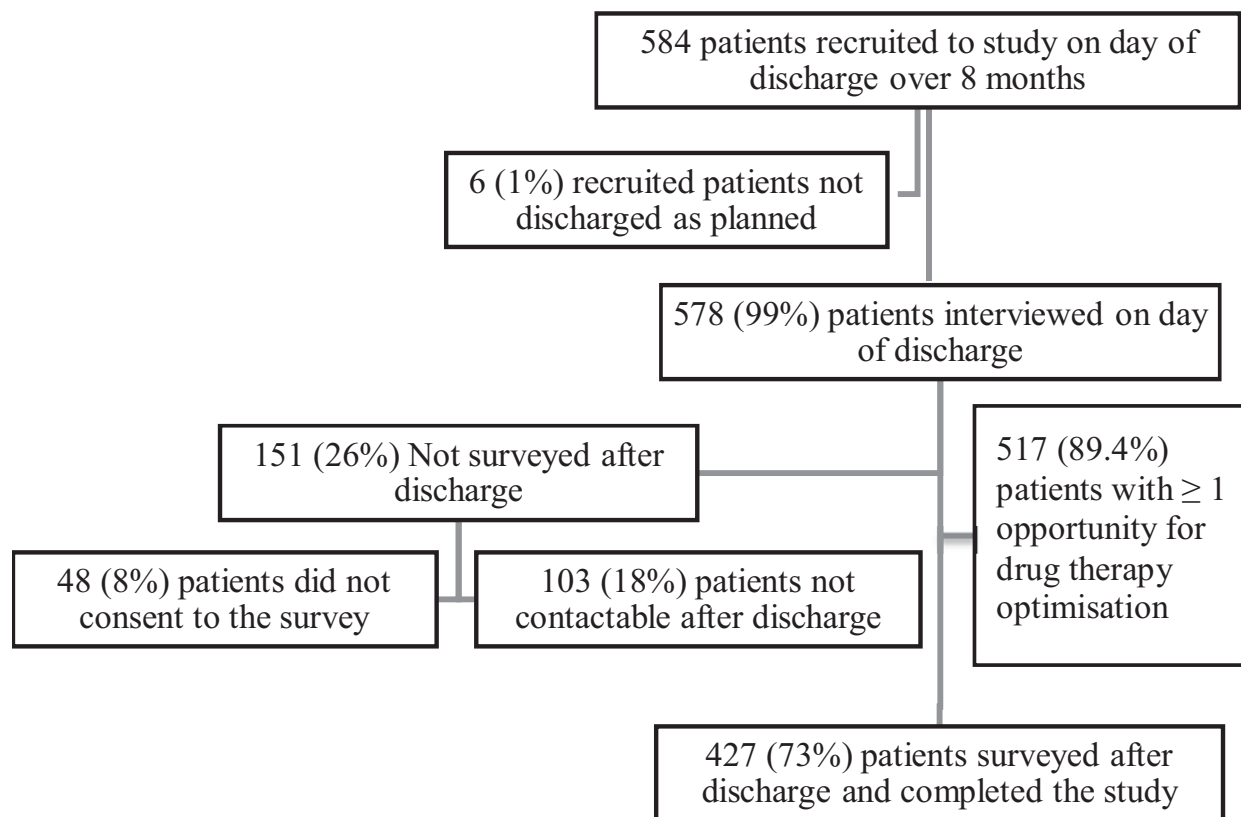 584 patients recruited to study on day of
discharge over 8 months
6 (1%) recruited patients not
discharged as planned
578 (99%) patients interviewed on day
of discharge
151 (26%) Not surveyed after
discharge
517 (89.4%)
patients with ≥ 1
opportunity for
drug therapy
optimisation
48 (8%) patients did not
consent to the survey
103 (18%) patients not
contactable after discharge
427 (73%) patients surveyed after
discharge and completed the study